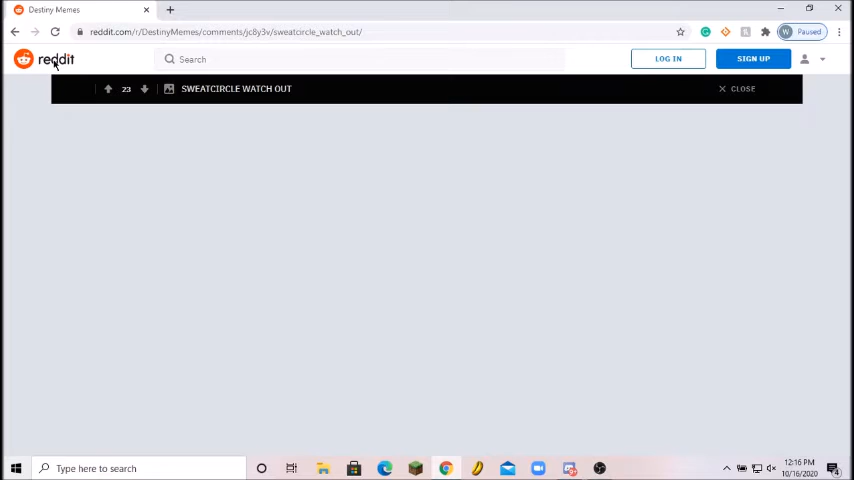 Destiny Memes
reddit.com/r/DestinyMemes/comments/jc8y3v/sweatcircle_watch_out/
W Paused
reddit
Search
LOG IN
SIGN UP
23
SWEATCIRCLE WATCH OUT
CLOSE
Type here to search
12:16 PM
10/16/2020
4